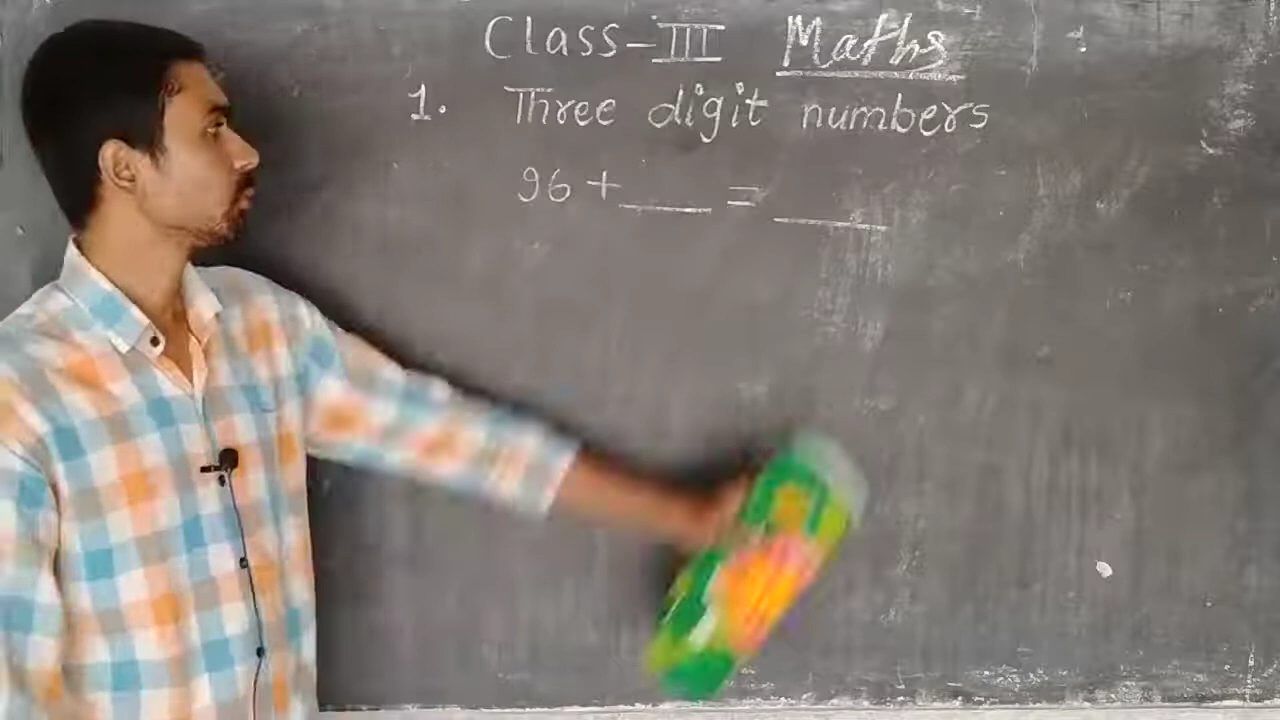 Class-III Maths
1. Three digit numbers
96 + ___ = ___